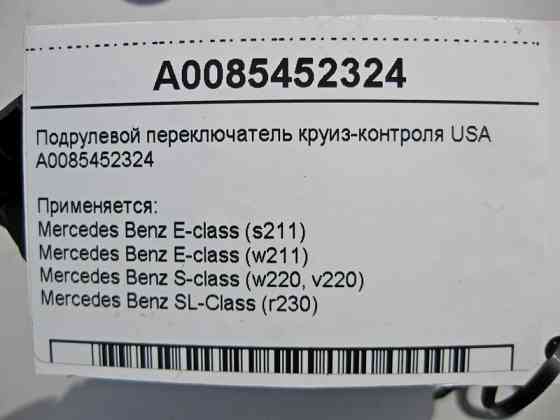 A0085452324
Подрулевой переключатель круиз-контроля USA
A0085452324
Применяется:
Mercedes Benz E-class (s211)
Mercedes Benz E-class (w211)
Mercedes Benz S-class (w220, v220)
Mercedes Benz SL-Class (r230)